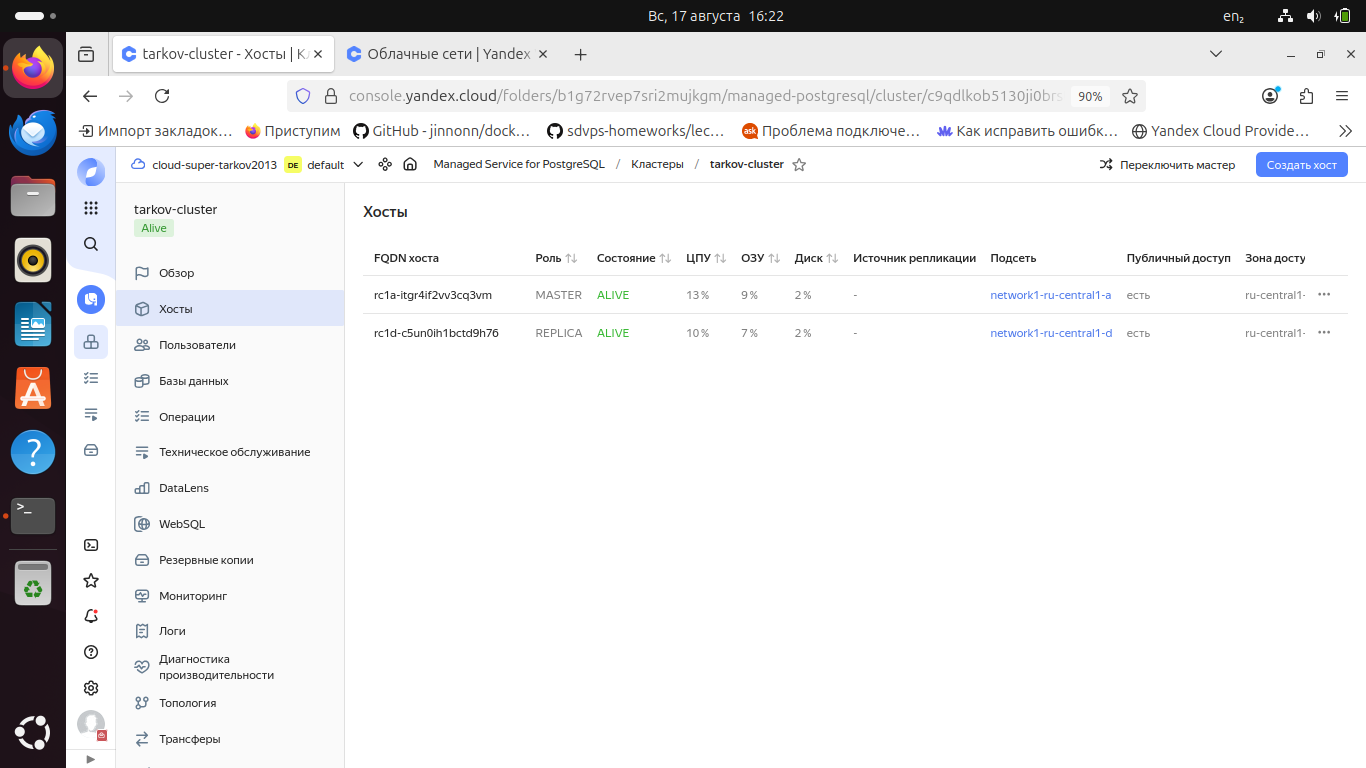 Вс, 17 августа 16:22
en₂
tarkov-cluster - Хосты | К
Облачные сети | Yandex
console.yandex.cloud/folders/b1g72rvep7sri2mujkgm/managed-postgresql/cluster/c9qdlkob5130ji0brs
90%
Импорт закладок…
Приступим
GitHub - jinnonn/dock…
sdvps-homeworks/lec…
ask
Проблема подключе…
Как исправить ошибк…
Yandex Cloud Provide…
cloud-super-tarkov2013
DE
default
Managed Service for PostgreSQL / Кластеры / tarkov-cluster
Переключить мастер
Создать хост
tarkov-cluster
Alive
Обзор
Хосты
Пользователи
Базы данных
Операции
Техническое обслуживание
DataLens
WebSQL
Резервные копии
Мониторинг
Логи
Диагностика
производительности
Топология
Трансферы
Хосты
FQDN хоста Роль Состояние ЦПУ ОЗУ Диск Источник репликации Подсеть Публичный доступ Зона досту
rc1a-itgr4if2vv3cq3vm MASTER ALIVE 13 % 9 % 2 % - network1-ru-central1-a есть ru-central1-
rc1d-c5un0ih1bctd9h76 REPLICA ALIVE 10 % 7 % 2 % - network1-ru-central1-d есть ru-central1-